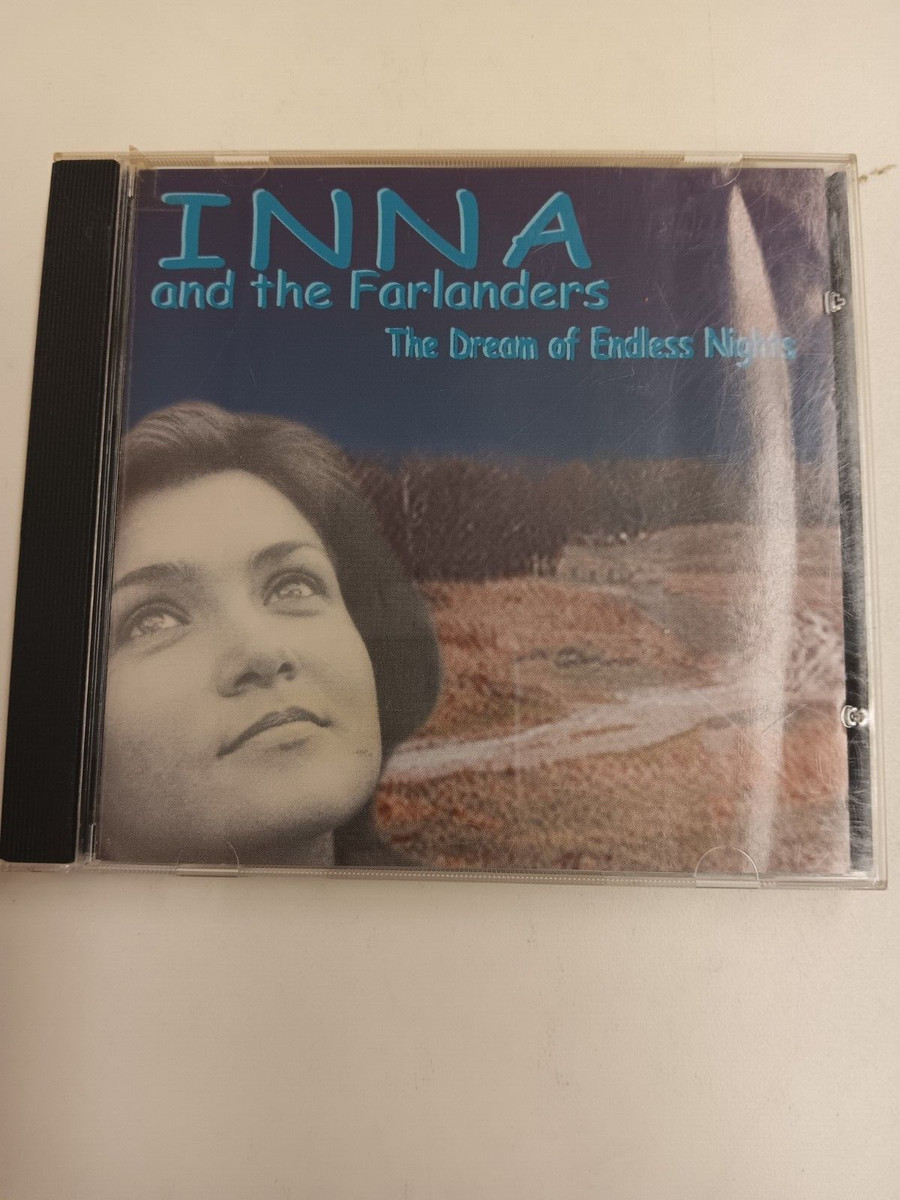 INNA
and the Farlanders
The Dream of Endless Nights